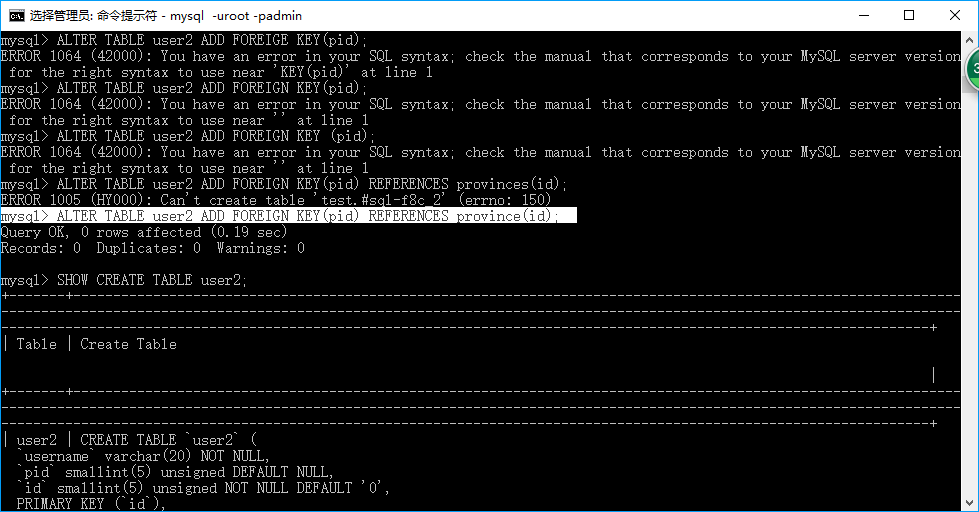 选择管理员: 命令提示符 - mysql  -uroot -padmin
mysql> ALTER TABLE user2 ADD FOREIGE KEY(pid);
ERROR 1064 (42000): You have an error in your SQL syntax; check the manual that corresponds to your MySQL server version
 for the right syntax to use near 'KEY(pid)' at line 1
mysql> ALTER TABLE user2 ADD FOREIGN KEY(pid);
ERROR 1064 (42000): You have an error in your SQL syntax; check the manual that corresponds to your MySQL server version
 for the right syntax to use near '' at line 1
mysql> ALTER TABLE user2 ADD FOREIGN KEY (pid);
ERROR 1064 (42000): You have an error in your SQL syntax; check the manual that corresponds to your MySQL server version
 for the right syntax to use near '' at line 1
mysql> ALTER TABLE user2 ADD FOREIGN KEY(pid) REFERENCES provinces(id);
ERROR 1005 (HY000): Can't create table 'test.#sql-f8c_2' (errno: 150)
mysql> ALTER TABLE user2 ADD FOREIGN KEY(pid) REFERENCES province(id);
Query OK, 0 rows affected (0.19 sec)
Records: 0  Duplicates: 0  Warnings: 0
mysql> SHOW CREATE TABLE user2;
| Table | Create Table
|
| user2 | CREATE TABLE `user2` (
  `username` varchar(20) NOT NULL,
  `pid` smallint(5) unsigned DEFAULT NULL,
  `id` smallint(5) unsigned NOT NULL DEFAULT '0',
  PRIMARY KEY (`id`),